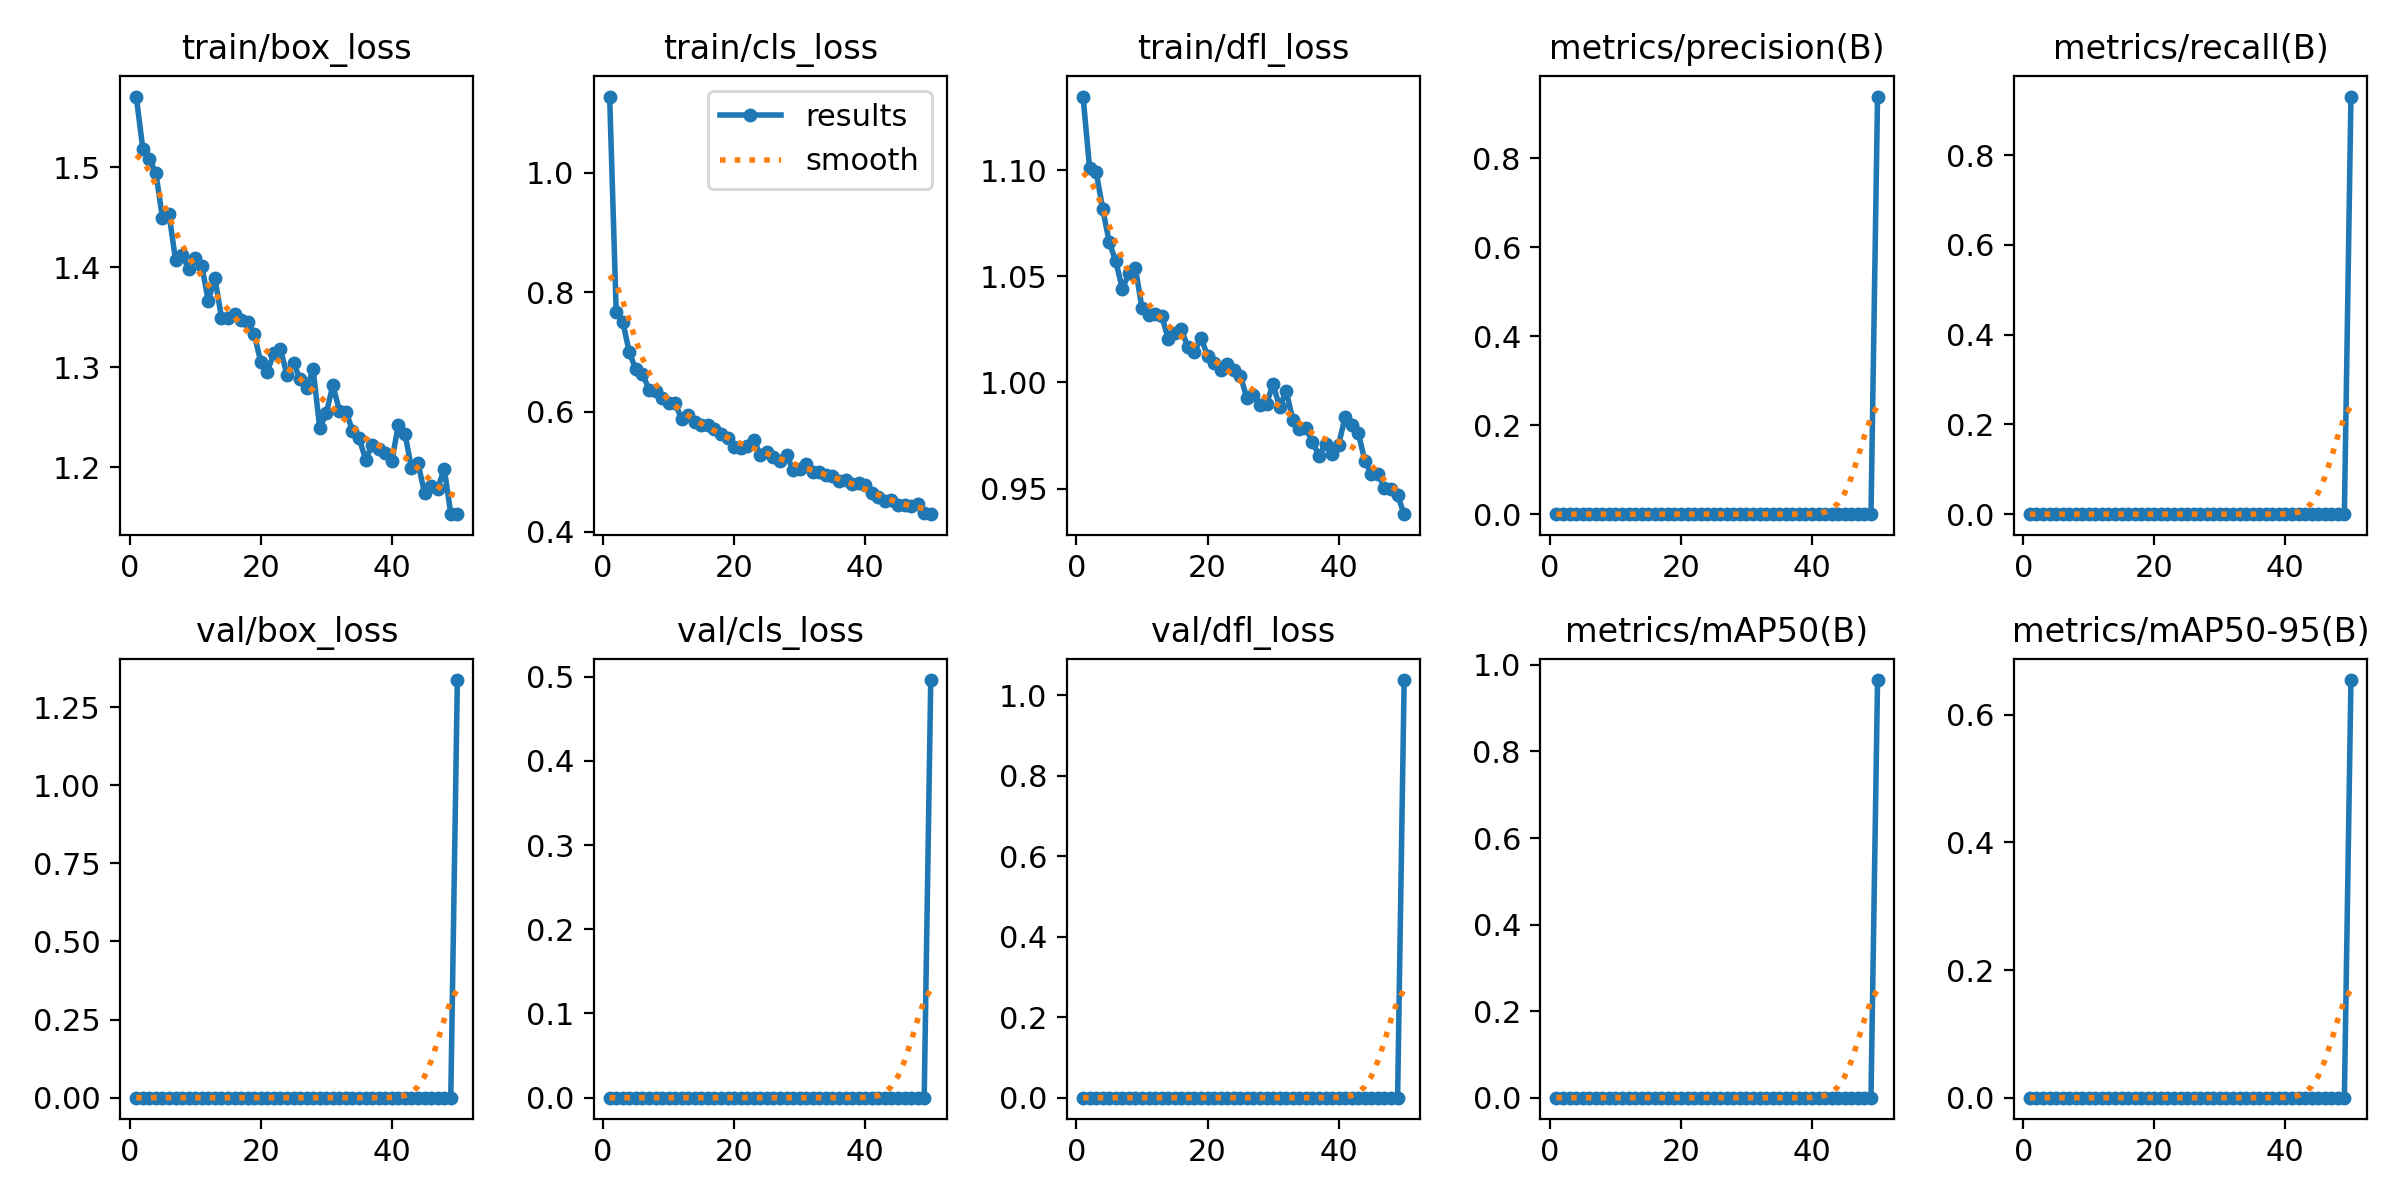 train/box_loss
1.5
1.4
1.3
1.2
0 20 40
train/cls_loss
results
smooth
1.0
0.8
0.6
0.4
0 20 40
train/dfl_loss
1.10
1.05
1.00
0.95
0 20 40
metrics/precision(B)
0.8
0.6
0.4
0.2
0.0
0 20 40
metrics/recall(B)
0.8
0.6
0.4
0.2
0.0
0 20 40
val/box_loss
1.25
1.00
0.75
0.50
0.25
0.00
0 20 40
val/cls_loss
0.5
0.4
0.3
0.2
0.1
0.0
0 20 40
val/dfl_loss
1.0
0.8
0.6
0.4
0.2
0.0
0 20 40
metrics/mAP50(B)
1.0
0.8
0.6
0.4
0.2
0.0
0 20 40
metrics/mAP50-95(B)
0.6
0.4
0.2
0.0
0 20 40